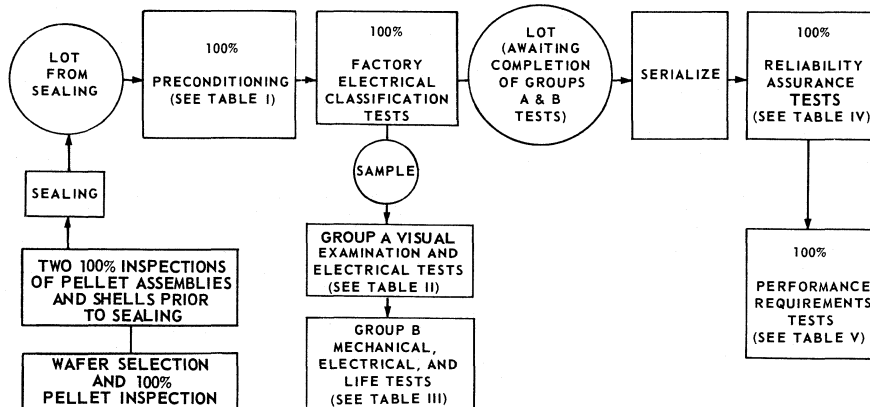 LOT
FROM
SEALING
100%
PRECONDITIONING
(SEE TABLE I)
100%
FACTORY
ELECTRICAL
CLASSIFICATION
TESTS
LOT
(AWAITING
COMPLETION
OF GROUPS
A & B
TESTS)
SERIALIZE
100%
RELIABILITY
ASSURANCE
TESTS
(SEE TABLE IV)
SAMPLE
SEALING
GROUP A VISUAL
EXAMINATION AND
ELECTRICAL TESTS
(SEE TABLE II)
TWO 100% INSPECTIONS
OF PELLET ASSEMBLIES
AND SHELLS PRIOR
TO SEALING
100%
PERFORMANCE
REQUIREMENTS
TESTS
(SEE TABLE V)
GROUP B
MECHANICAL,
ELECTRICAL, AND
LIFE TESTS
(SEE TABLE III)
WAFER SELECTION
AND 100%
PELLET INSPECTION